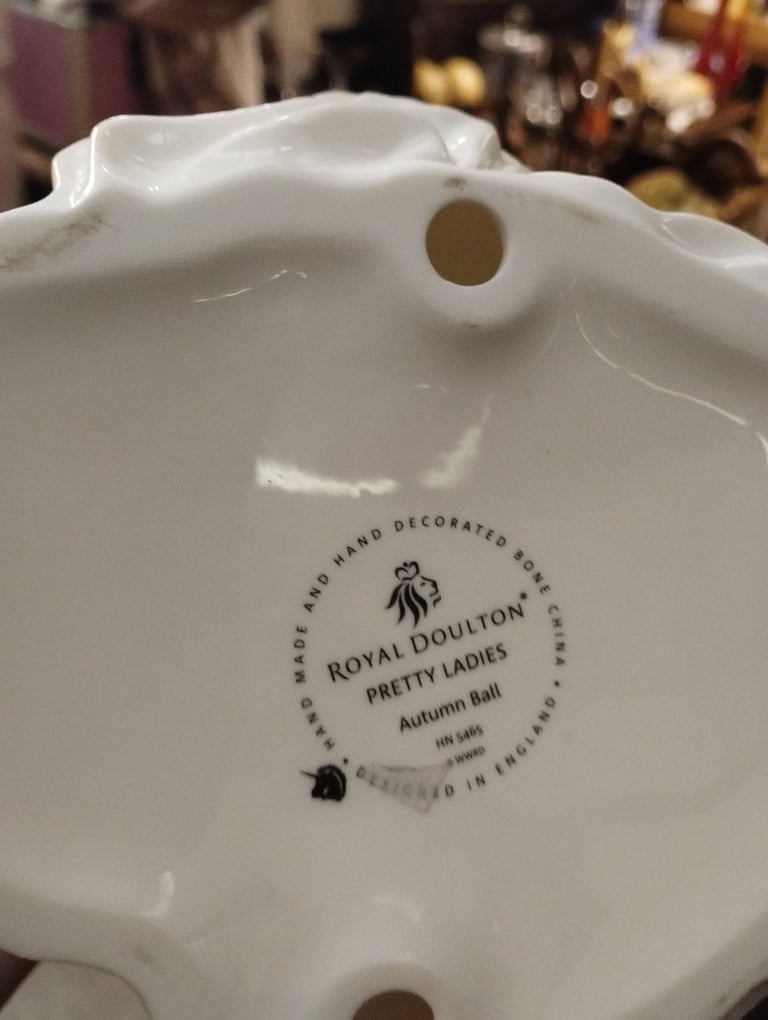 HAND MADE AND HAND DECORATED BONE CHINA •
ROYAL DOULTON®
PRETTY LADIES
Autumn Ball
HN 5465
© WWRD
• DESIGNED IN ENGLAND •